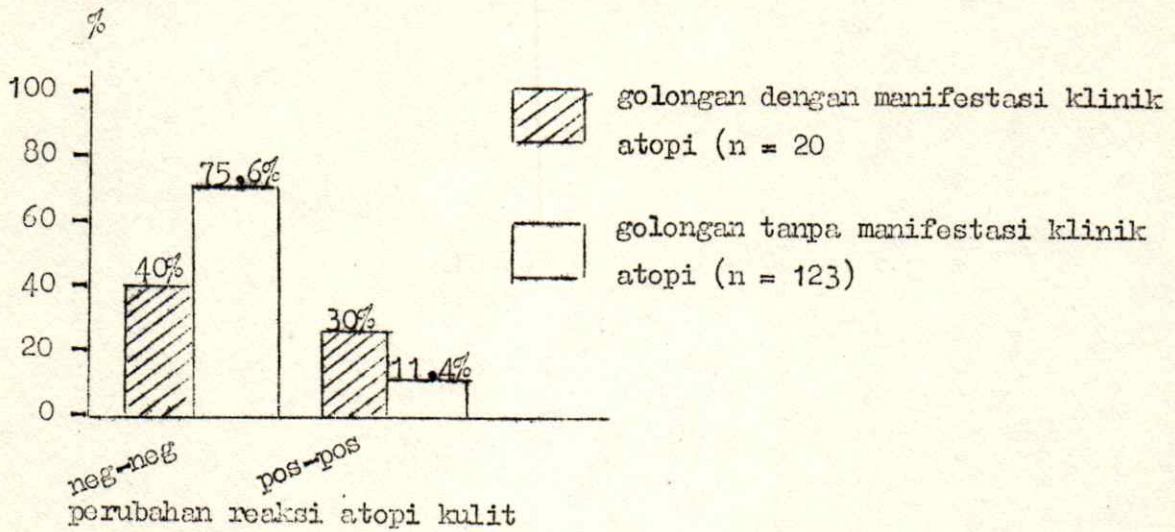 %
100
80
60
40
20
0
75.6%
40%
30%
11.4%
neg-neg
pos-pos
perubahan reaksi atopi kulit
golongan dengan manifestasi klinik
atopi (n = 20
golongan tanpa manifestasi klinik
atopi (n = 123)